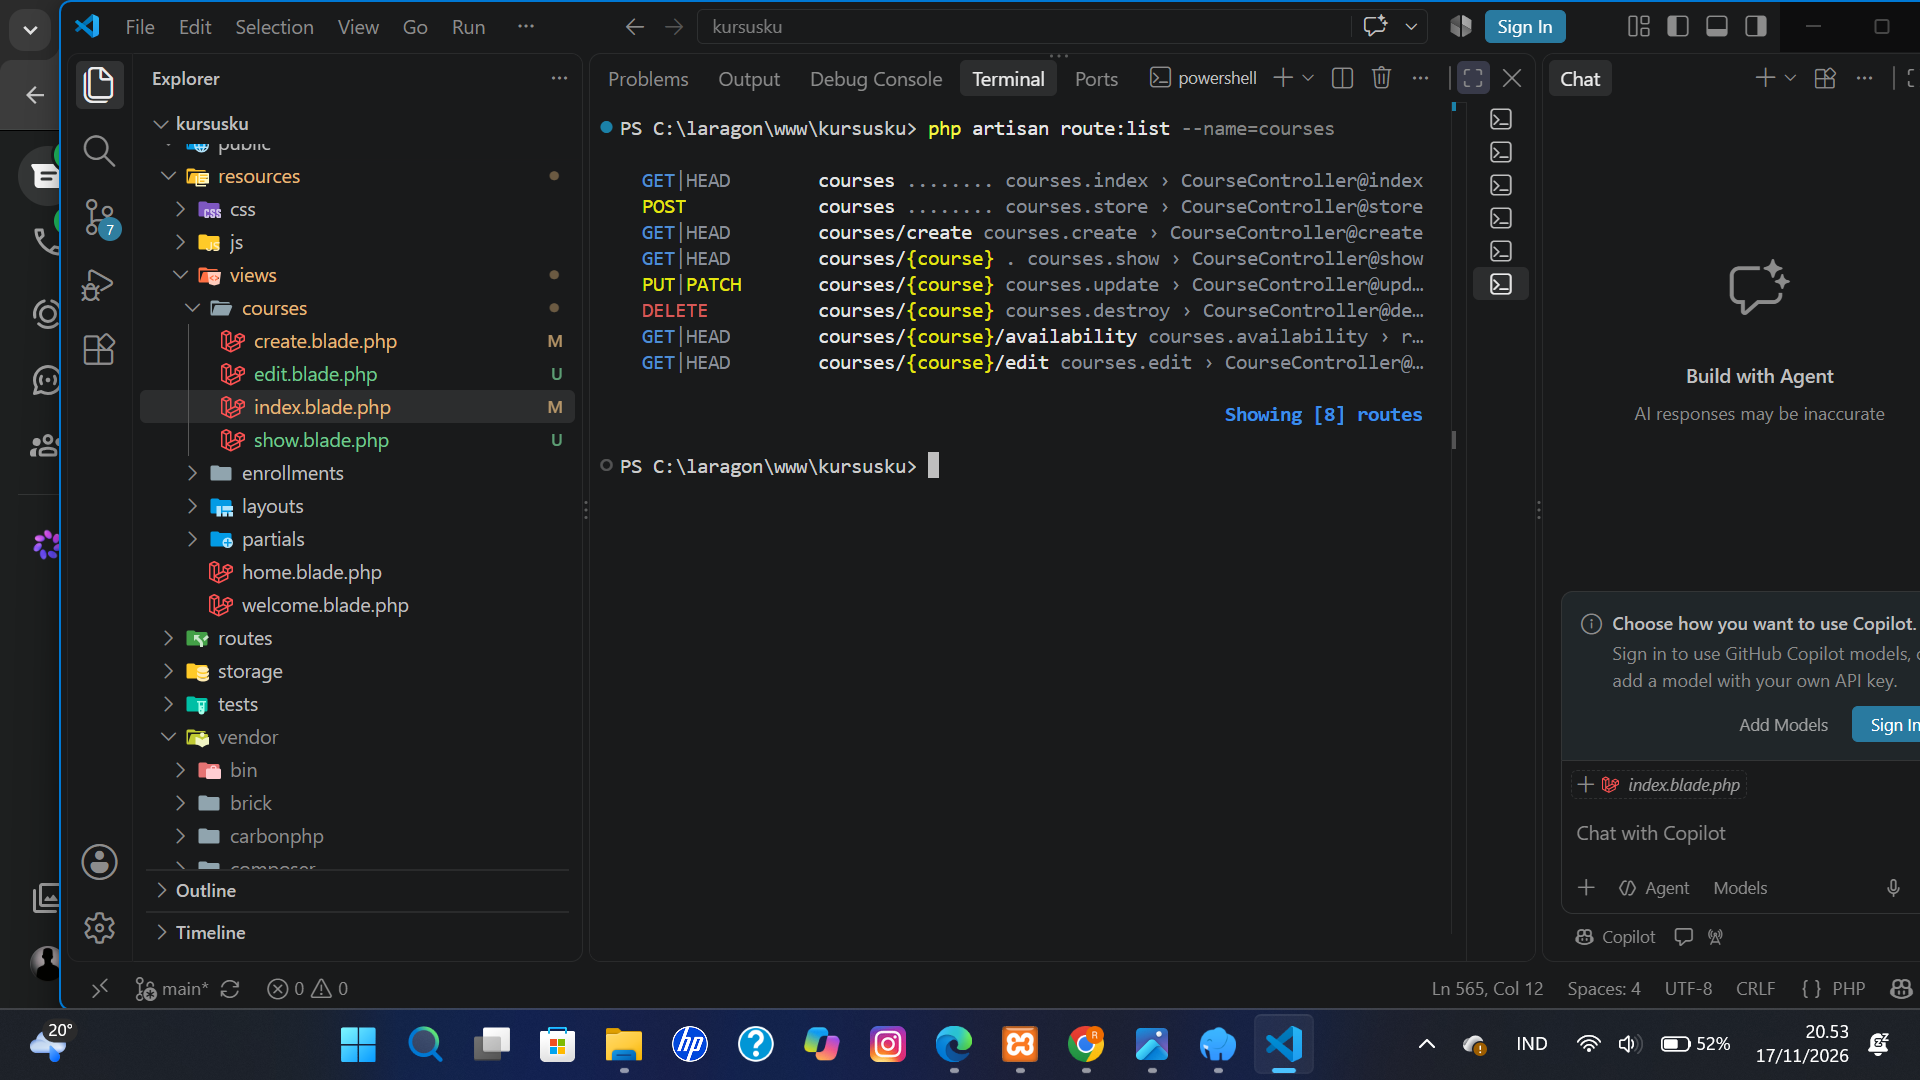 File Edit Selection View Go Run ···
kursusku
Sign In
Explorer
kursusku
public
resources
css
js
views
courses
create.blade.php M
edit.blade.php U
index.blade.php M
show.blade.php U
enrollments
layouts
partials
home.blade.php
welcome.blade.php
routes
storage
tests
vendor
bin
brick
carbonphp
composer
Outline
Timeline
7
Problems Output Debug Console Terminal Ports powershell
PS C:\laragon\www\kursusku> php artisan route:list --name=courses
GET|HEAD courses ........ courses.index › CourseController@index
POST courses ........ courses.store › CourseController@store
GET|HEAD courses/create courses.create › CourseController@create
GET|HEAD courses/{course} . courses.show › CourseController@show
PUT|PATCH courses/{course} courses.update › CourseController@upd…
DELETE courses/{course} courses.destroy › CourseController@de…
GET|HEAD courses/{course}/availability courses.availability › r…
GET|HEAD courses/{course}/edit courses.edit › CourseController@…
Showing [8] routes
PS C:\laragon\www\kursusku>
Chat
Build with Agent
AI responses may be inaccurate
Choose how you want to use Copilot.
Sign in to use GitHub Copilot models,
add a model with your own API key.
Add Models Sign In
index.blade.php
Chat with Copilot
Agent Models
Copilot
main* 0 0
Ln 565, Col 12 Spaces: 4 UTF-8 CRLF { } PHP
20°
IND
52%
20.53
17/11/2026